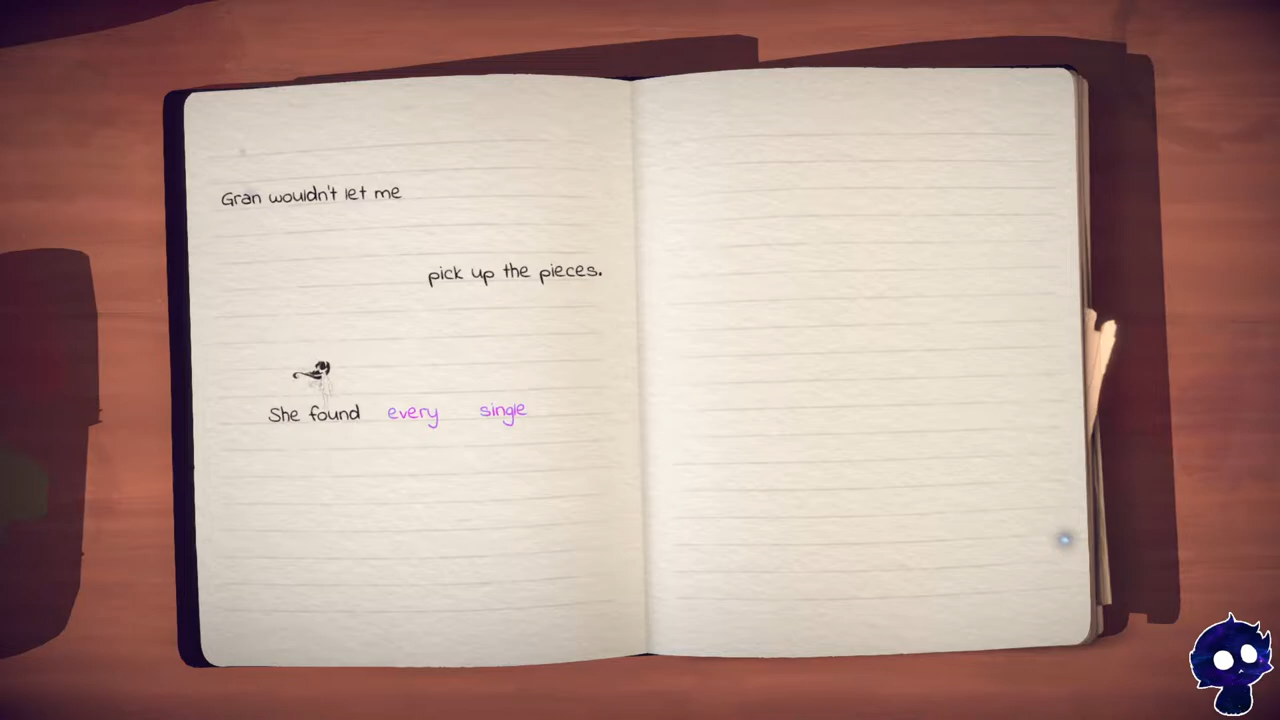 Gran wouldn't let me
pick up the pieces.
She found every single